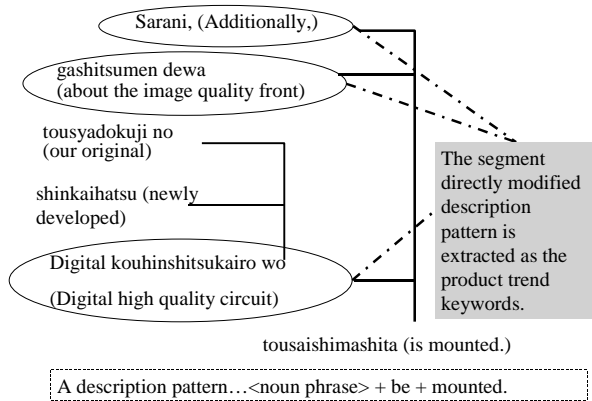 Sarani, (Additionally,)
gashitsumen dewa
(about the image quality front)
tousyadokuji no
(our original)
shinkaihatsu (newly
developed)
Digital kouhinshitsukairo wo
(Digital high quality circuit)
The segment
directly modified
description
pattern is
extracted as the
product trend
keywords.
tousaishimashita (is mounted.)
A description pattern…<noun phrase> + be + mounted.